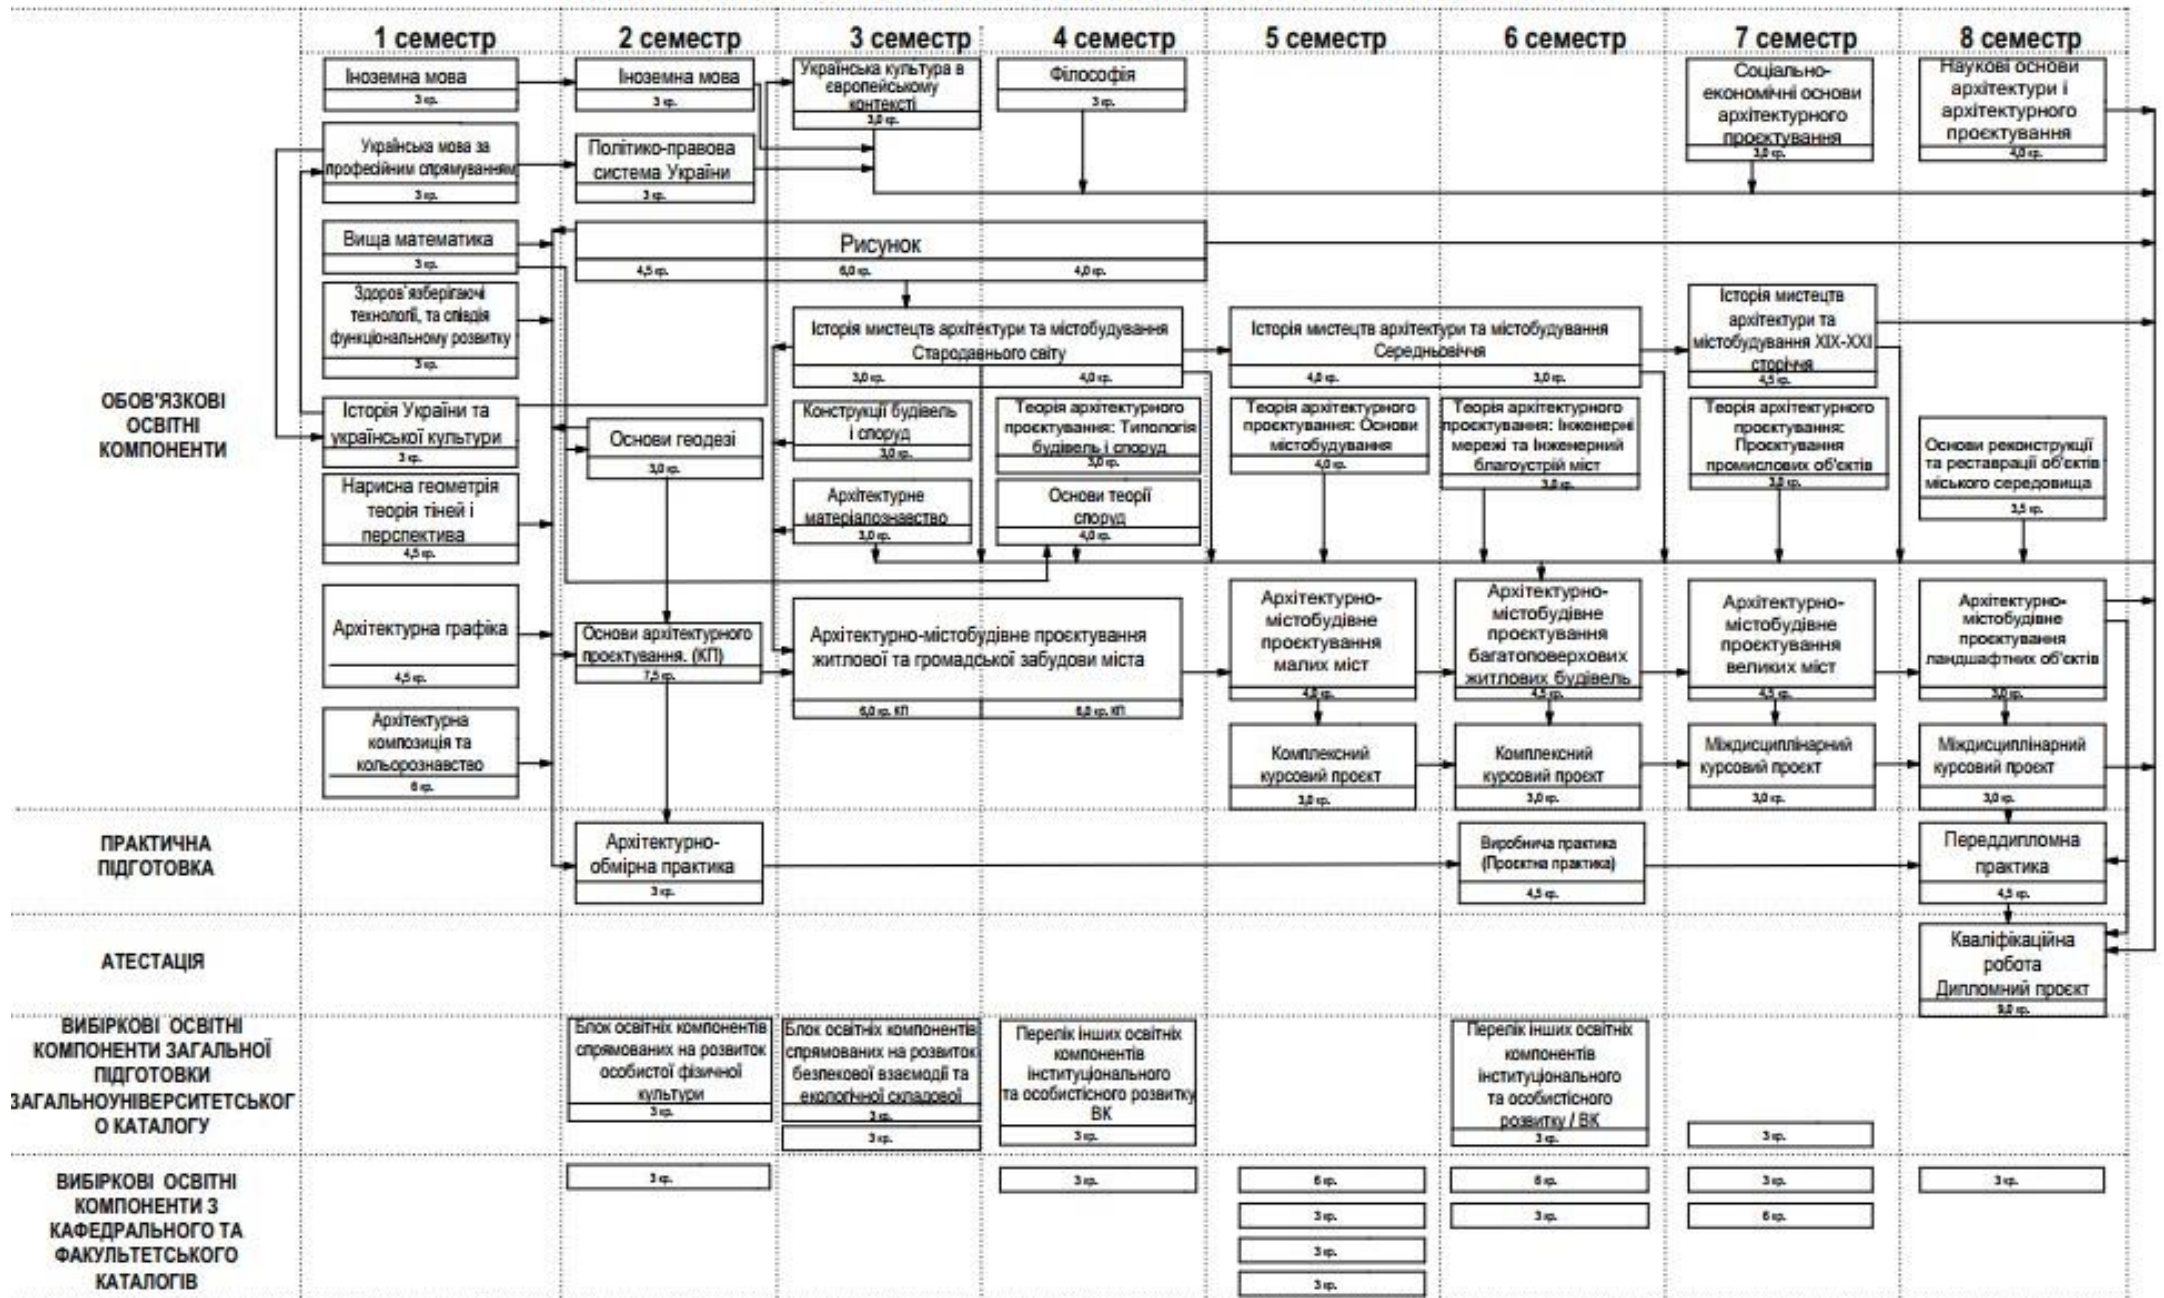 1 семестр
2 семестр
3 семестр
4 семестр
5 семестр
6 семестр
7 семестр
8 семестр
ОБОВ'ЯЗКОВІ
ОСВІТНІ
КОМПОНЕНТИ
Іноземна мова
3 кр.
Українська мова за
професійним спрямуванням
3 кр.
Вища математика
3 кр.
Здоров'язберігаючі
технології, та співдія
функціональному розвитку
3 кр.
Історія України та
української культури
3 кр.
Нарисна геометрія
теорія тіней і
перспектива
4,5 кр.
Архітектурна графіка
4,5 кр.
Архітектурна
композиція та
кольорознавство
6 кр.
Іноземна мова
3 кр.
Політико-правова
система України
3 кр.
Рисунок
4,5 кр.
6,0 кр.
4,0 кр.
Основи геодезі
3,0 кр.
Основи архітектурного
проєктування. (КП)
7,5 кр.
Українська культура в
європейському
контексті
3,0 кр.
Філософія
3 кр.
Історія мистецтв архітектури та містобудування
Стародавнього світу
3,0 кр.
4,0 кр.
Конструкції будівель
і споруд
3,0 кр.
Теорія архітектурного
проєктування: Типологія
будівель і споруд
3,0 кр.
Архітектурне
матеріалознавство
3,0 кр.
Основи теорії
споруд
4,0 кр.
Архітектурно-містобудівне проєктування
житлової та громадської забудови міста
6,0 кр. КП
6,0 кр. КП
Історія мистецтв архітектури та містобудування
Середньовіччя
4,0 кр.
3,0 кр.
Теорія архітектурного
проєктування: Основи
містобудування
4,0 кр.
Теорія архітектурного
проєктування: Інженерні
мережі та Інженерний
благоустрій міст
3,0 кр.
Архітектурно-
містобудівне
проєктування
малих міст
4,0 кр.
Архітектурно-
містобудівне
проєктування
багатоповерхових
житлових будівель
4,5 кр.
Комплексний
курсовий проєкт
3,0 кр.
Комплексний
курсовий проєкт
3,0 кр.
Соціально-
економічні основи
архітектурного
проєктування
3,0 кр.
Історія мистецтв
архітектури та
містобудування XIX-XXI
сторіччя
4,5 кр.
Теорія архітектурного
проєктування:
Проєктування
промислових об'єктів
3,0 кр.
Архітектурно-
містобудівне
проєктування
великих міст
4,5 кр.
Міждисциплінарний
курсовий проєкт
3,0 кр.
Наукові основи
архітектури і
архітектурного
проєктування
4,0 кр.
Основи реконструкції
та реставрації об'єктів
міського середовища
3,5 кр.
Архітектурно-
містобудівне
проєктування
ландшафтних об'єктів
3,0 кр.
Міждисциплінарний
курсовий проєкт
3,0 кр.
ПРАКТИЧНА
ПІДГОТОВКА
Архітектурно-
обмірна практика
3 кр.
Виробнича практика
(Проєктна практика)
4,5 кр.
Переддипломна
практика
4,5 кр.
АТЕСТАЦІЯ
Кваліфікаційна
робота
Дипломний проєкт
9,0 кр.
ВИБІРКОВІ ОСВІТНІ
КОМПОНЕНТИ ЗАГАЛЬНОЇ
ПІДГОТОВКИ
ЗАГАЛЬНОУНІВЕРСИТЕТСЬКОГ
О КАТАЛОГУ
Блок освітніх компонентів
спрямованих на розвиток
особистої фізичної
культури
3 кр.
Блок освітніх компонентів
спрямованих на розвиток
безпекової взаємодії та
екологічної складової
3 кр.
3 кр.
Перелік інших освітніх
компонентів
інституціонального
та особистісного розвитку
ВК
3 кр.
Перелік інших освітніх
компонентів
інституціонального
та особистісного
розвитку / ВК
3 кр.
3 кр.
ВИБІРКОВІ ОСВІТНІ
КОМПОНЕНТИ З
КАФЕДРАЛЬНОГО ТА
ФАКУЛЬТЕТСЬКОГО
КАТАЛОГІВ
3 кр.
3 кр.
6 кр.
3 кр.
3 кр.
3 кр.
6 кр.
3 кр.
3 кр.
6 кр.
3 кр.